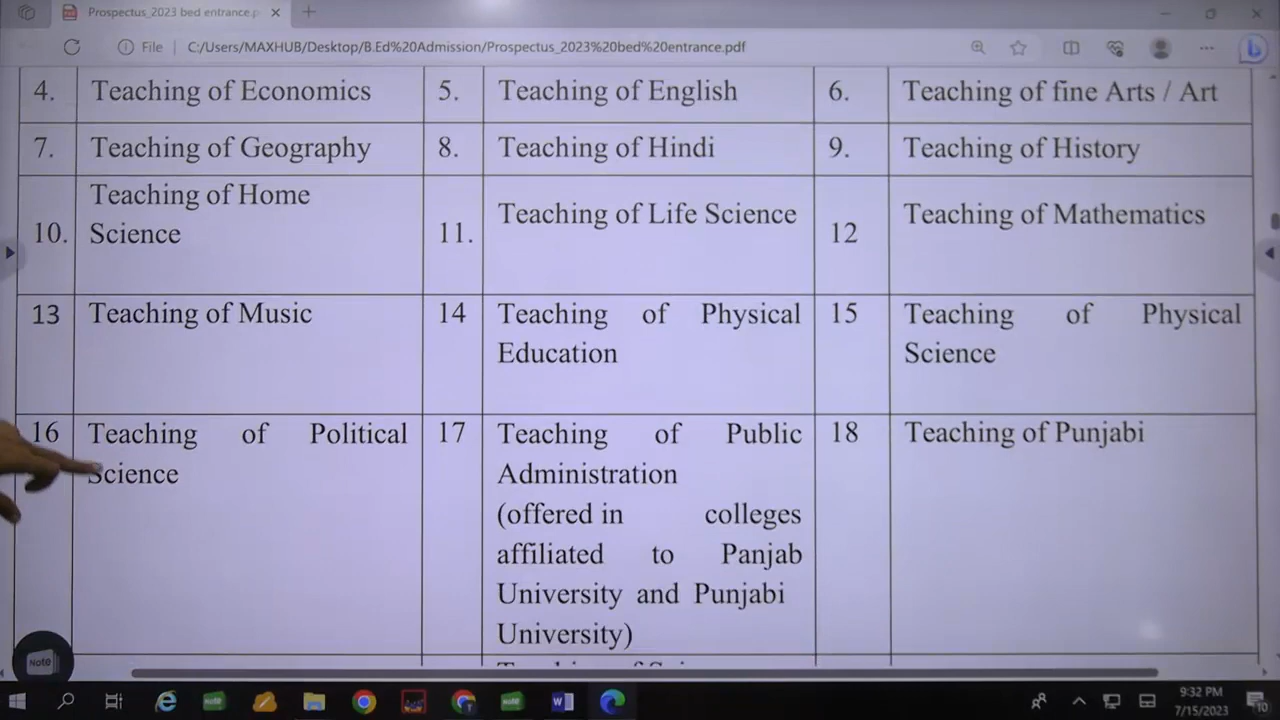 Prospectus_2023 bed entrance.p
File
C:/Users/MAXHUB/Desktop/B.Ed%20Admission/Prospectus_2023%20bed%20entrance.pdf
4. Teaching of Economics 5. Teaching of English 6. Teaching of fine Arts / Art
7. Teaching of Geography 8. Teaching of Hindi 9. Teaching of History
10. Teaching of Home
Science
11. Teaching of Life Science 12 Teaching of Mathematics
13 Teaching of Music 14 Teaching of Physical
Education
15 Teaching of Physical
Science
16 Teaching of Political
Science
17 Teaching of Public
Administration
(offered in colleges
affiliated to Panjab
University and Punjabi
University)
18 Teaching of Punjabi
Note
9:32 PM
7/15/2023
10